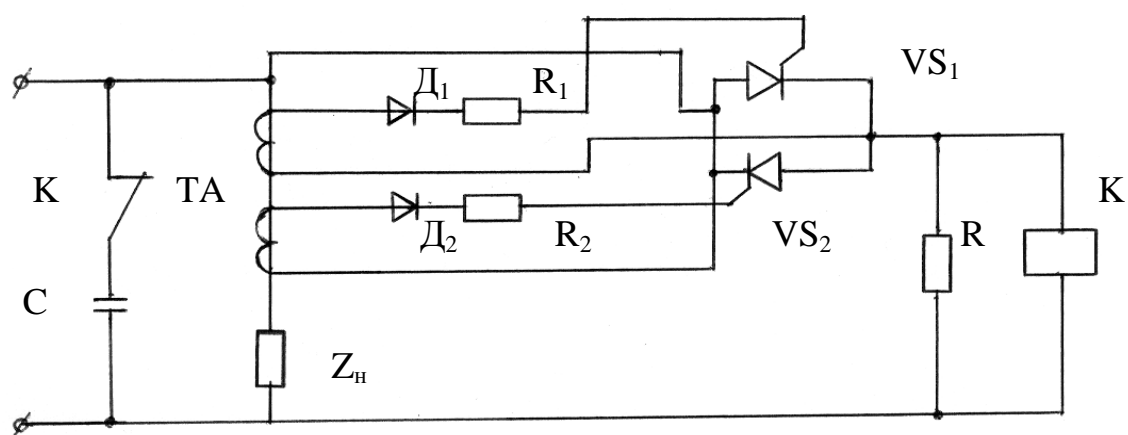 Д₁ R₁ VS₁
K TA Д₂ R₂ VS₂ R K
C
Zн